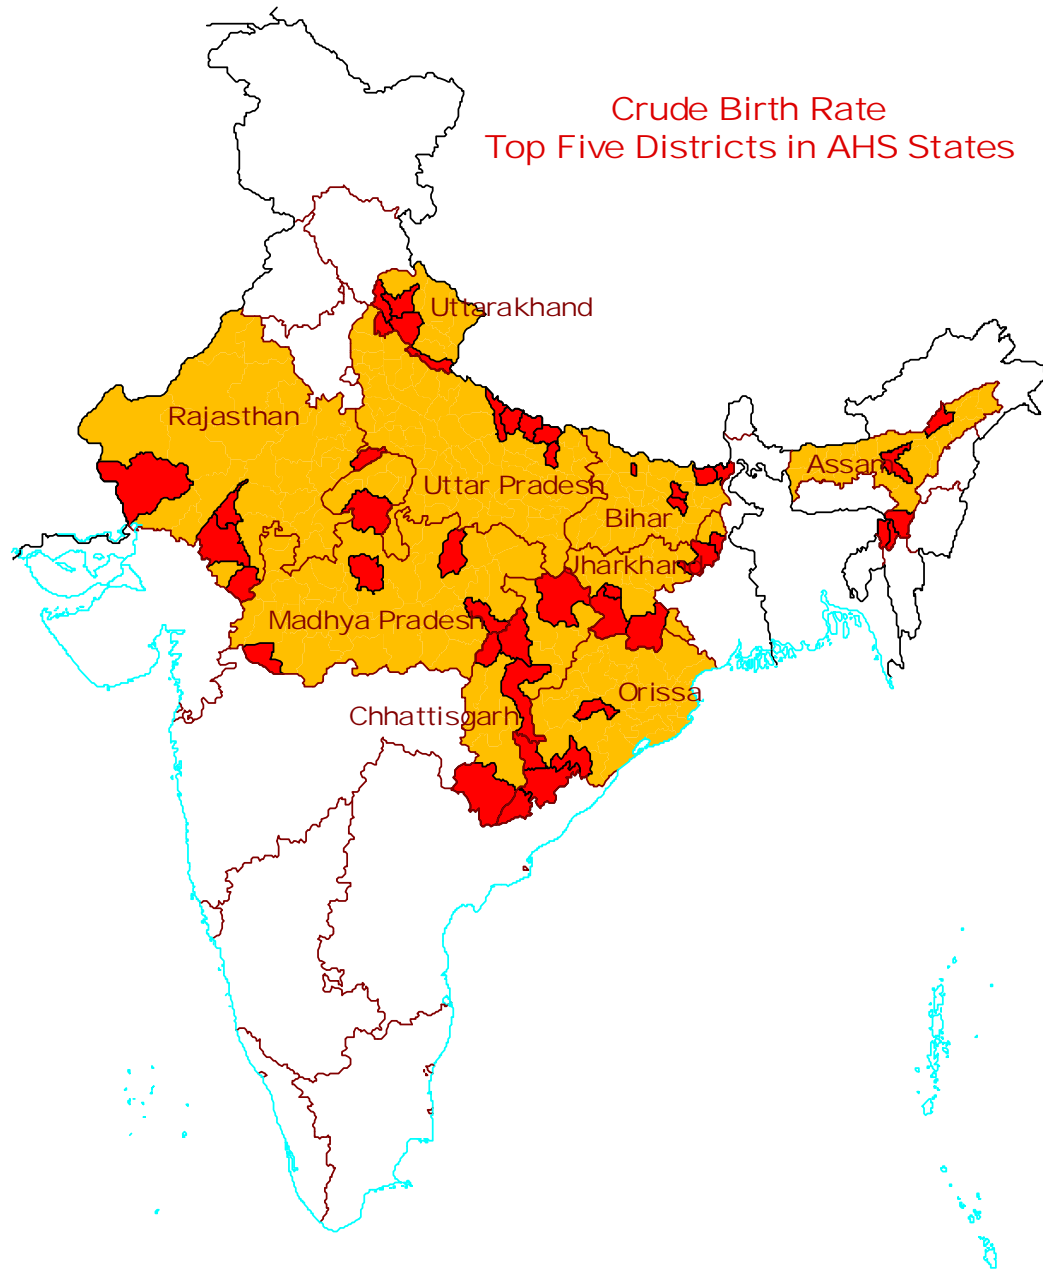 Crude Birth Rate
Top Five Districts in AHS States
Uttarakhand
Rajasthan
Assam
Uttar Pradesh
Bihar
Jharkhand
Madhya Pradesh
Orissa
Chhattisgarh